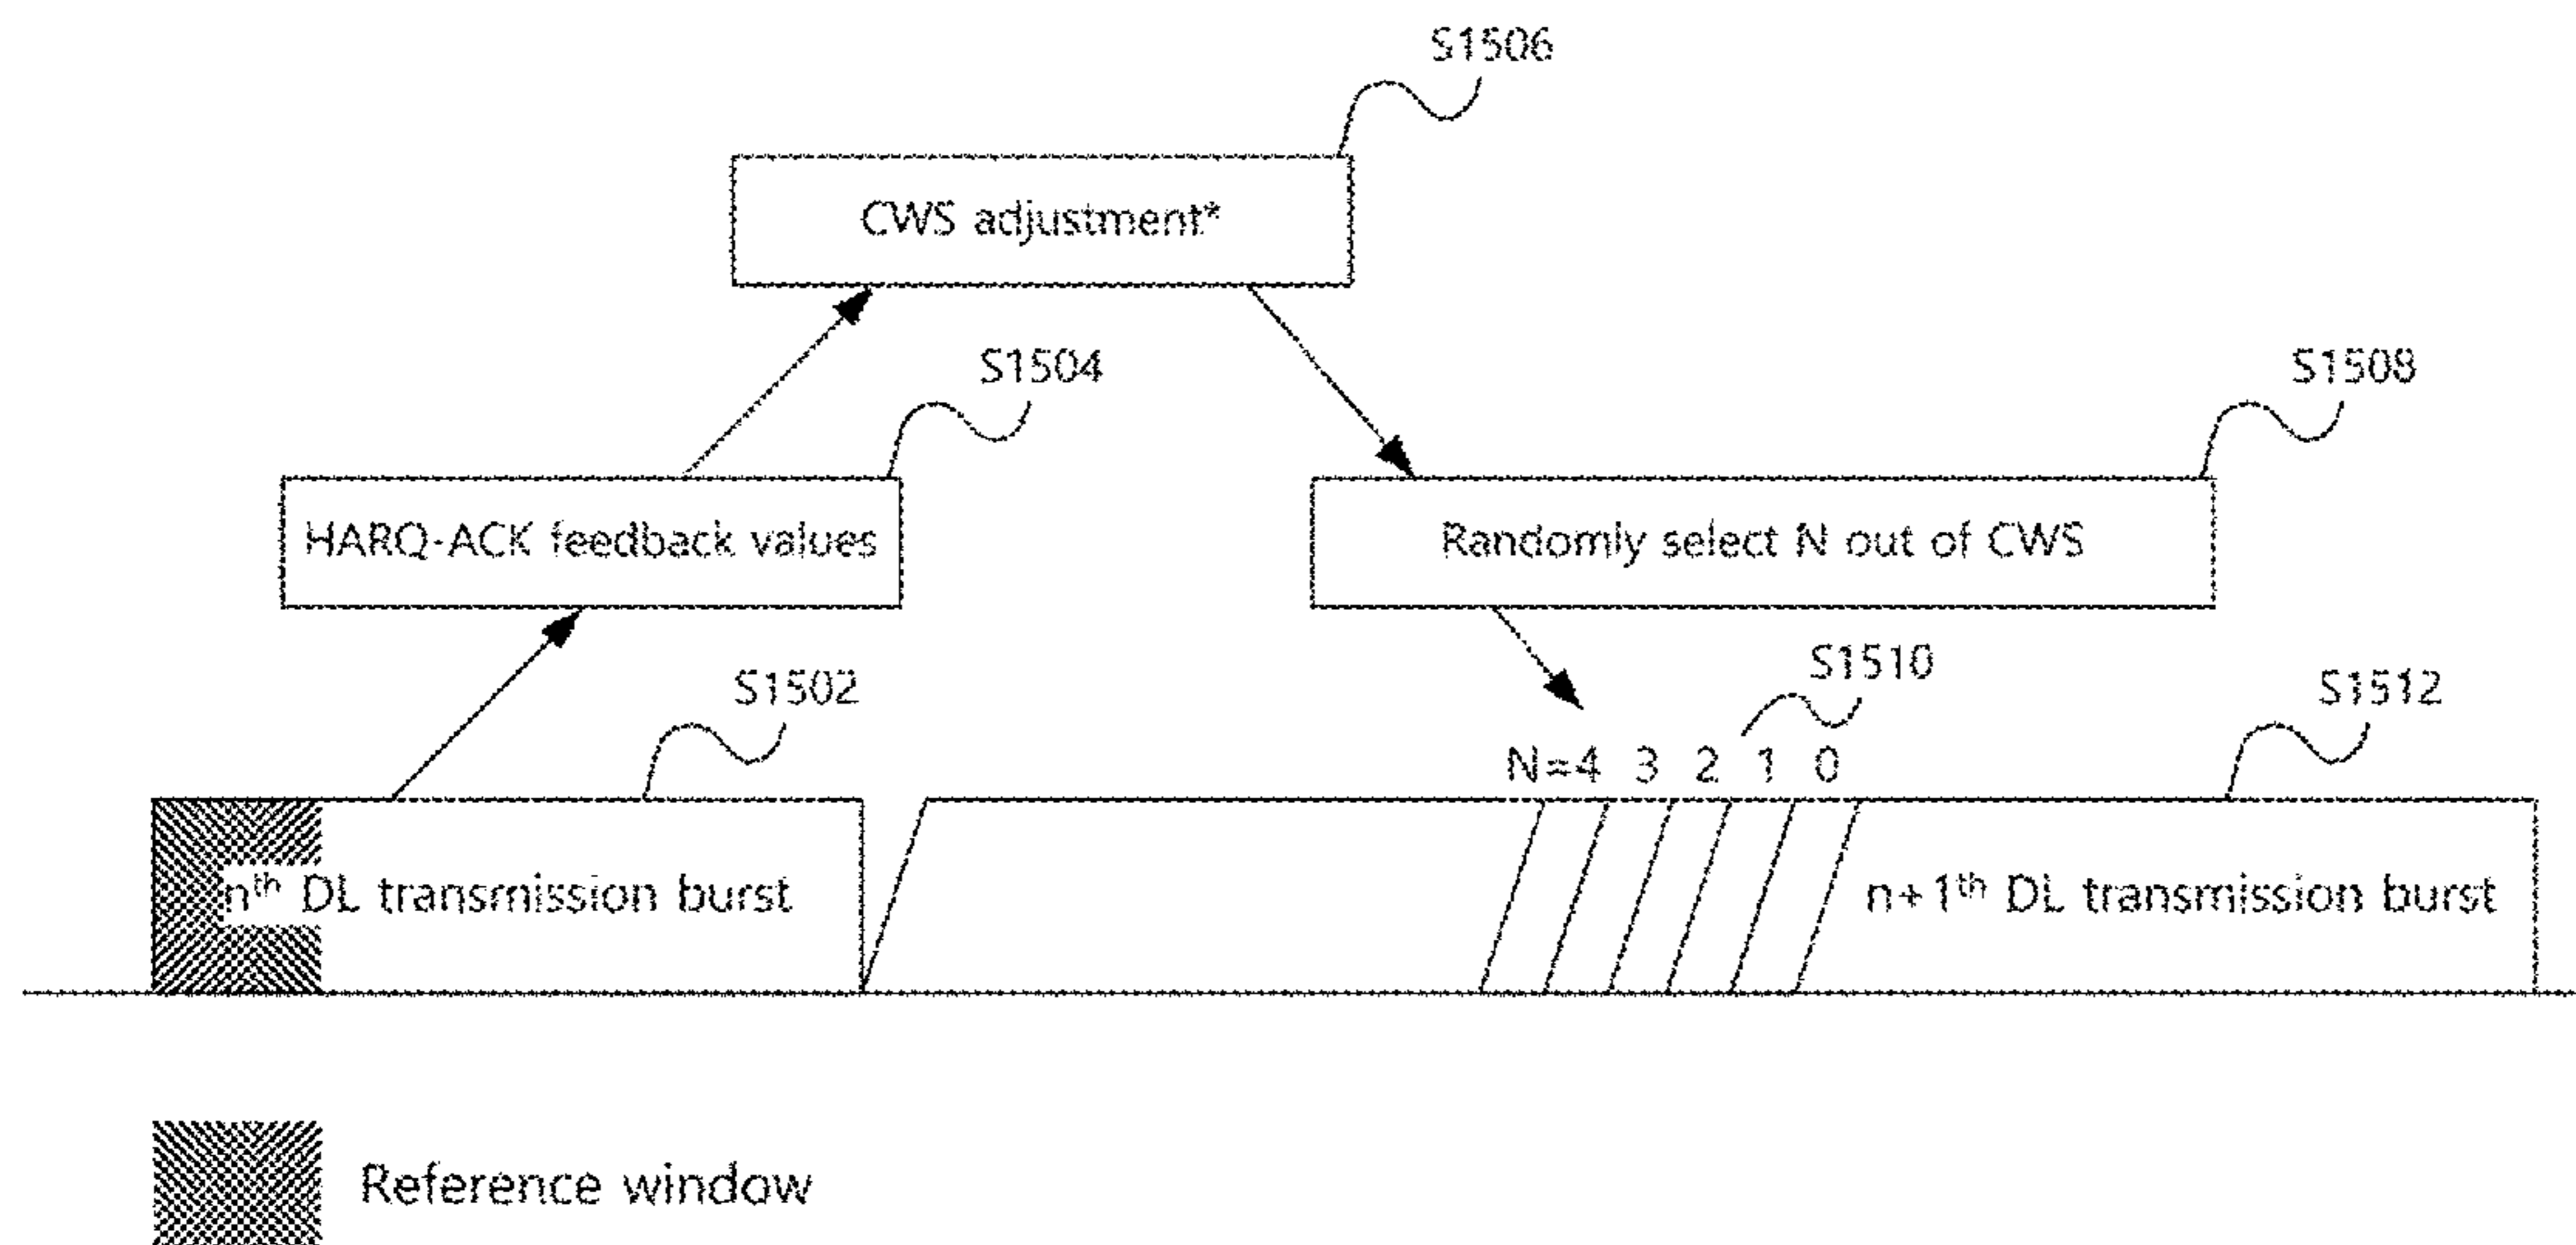 S1506
CWS adjustment*
S1504
S1508
HARQ-ACK feedback values
Randomly select N out of CWS
S1502
S1510
S1512
N=4 3 2 1 0
nth DL transmission burst
n+1th DL transmission burst
Reference window